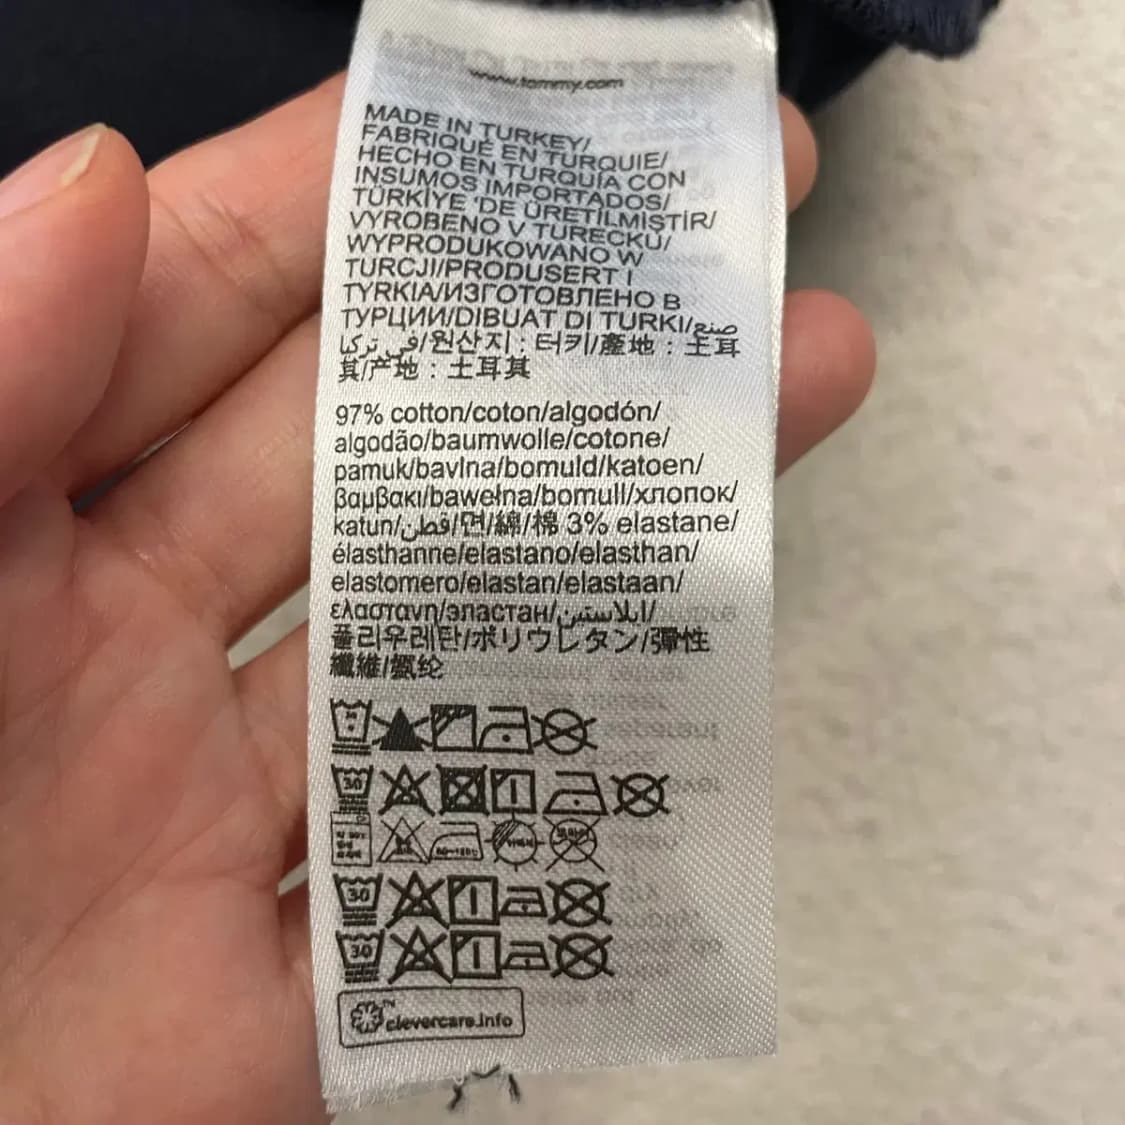 www.tommy.com
MADE IN TURKEY/
FABRIQUÉ EN TURQUIE/
HECHO EN TURQUÍA CON
INSUMOS IMPORTADOS/
TÜRKİYE 'DE ÜRETİLMİŞTİR/
VYROBENO V TURECKU/
WYPRODUKOWANO W
TURCJI/PRODUSERT I
TYRKIA/ИЗГОТОВЛЕНО В
ТУРЦИИ/DIBUAT DI TURKI/صنع
في تركيا/원산지 : 터키/產地 : 土耳
其/产地 : 土耳其
97% cotton/coton/algodón/
algodão/baumwolle/cotone/
pamuk/bavlna/bomuld/katoen/
βαμβακι/bawełna/bomull/хлопок/
katun/قطن/면/綿/棉 3% elastane/
élasthanne/elastano/elasthan/
elastomero/elastan/elastaan/
ελαστανη/эластан/ايلاستين/
폴리우레탄/ポリウレタン/彈性
纖維/氨纶
30
30
30
clevercare.info